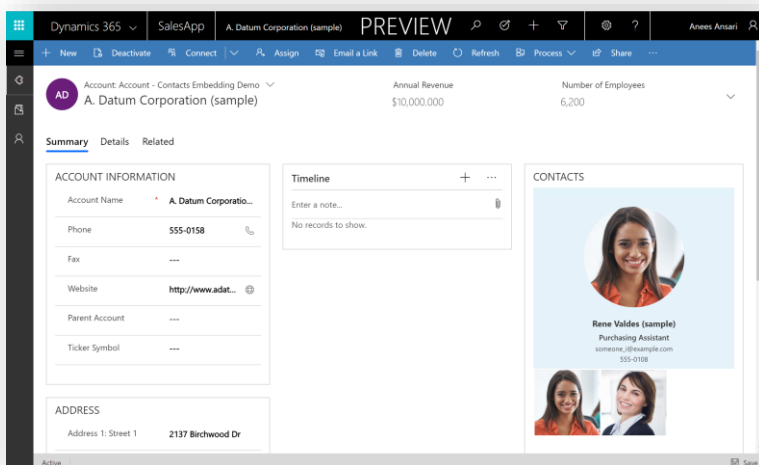 Dynamics 365 SalesApp A. Datum Corporation (sample) PREVIEW ? Anees Ansari
+ New Deactivate Connect Assign Email a Link Delete Refresh Process Share ...
AD
Account: Account - Contacts Embedding Demo
A. Datum Corporation (sample)
Annual Revenue
$10,000.000
Number of Employees
6,200
Summary Details Related
ACCOUNT INFORMATION
Account Name * A. Datum Corporatio...
Phone 555-0158
Fax ---
Website http://www.adat...
Parent Account ---
Ticker Symbol ---
ADDRESS
Address 1: Street 1 2137 Birchwood Dr
Timeline + ...
Enter a note...
No records to show.
CONTACTS
Rene Valdes (sample)
Purchasing Assistant
someone_i@example.com
555-0108
Active Save